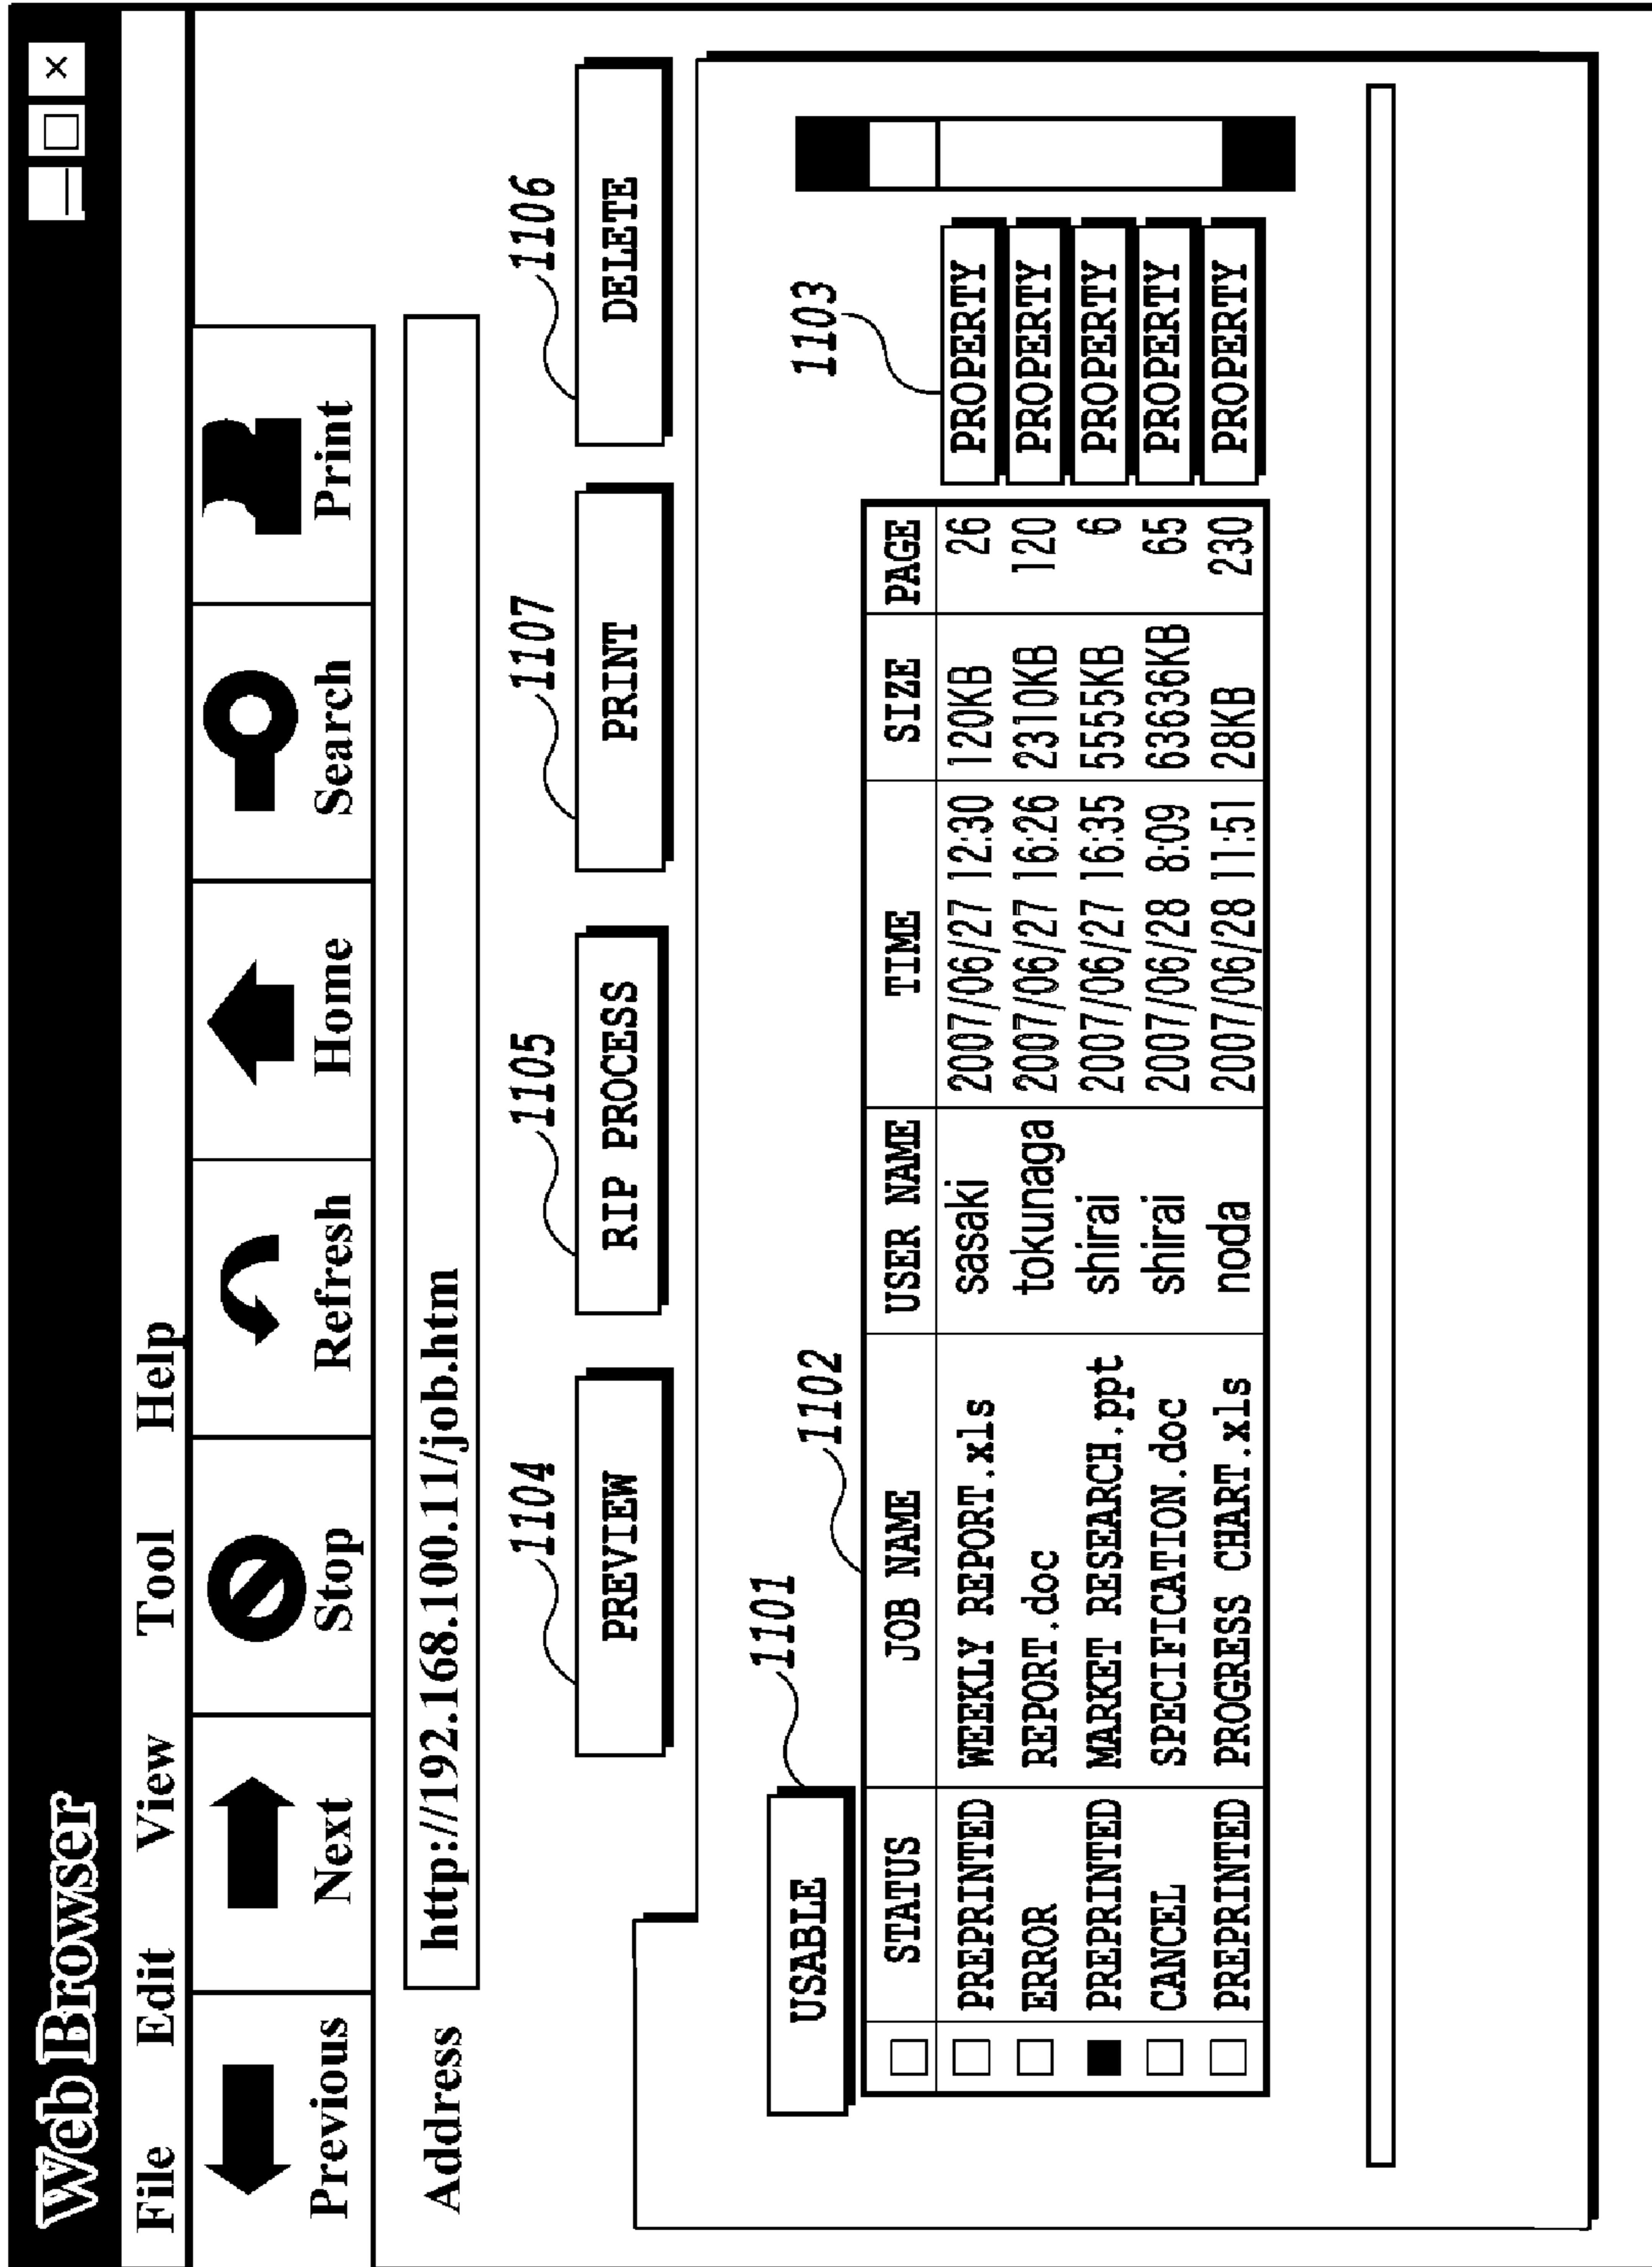 Web Browser
×
File Edit View Tool Help
Previous Next Stop Refresh Home Search Print
Address http://192.168.100.11/job.htm
1104 1105 1107 1106
PREVIEW RIP PROCESS PRINT DELETE
1101 1102 1103
USABLE
STATUS JOB NAME USER NAME TIME SIZE PAGE
PREPRINTED WEEKLY REPORT.xls sasaki 2007/06/27 12:30 120KB 26 PROPERTY
ERROR REPORT.doc tokunaga 2007/06/27 16:26 2310KB 120 PROPERTY
PREPRINTED MARKET RESEARCH.ppt shirai 2007/06/27 16:35 5555KB 6 PROPERTY
CANCEL SPECIFICATION.doc shirai 2007/06/28 8:09 63636KB 65 PROPERTY
PREPRINTED PROGRESS CHART.xls noda 2007/06/28 11:51 28KB 230 PROPERTY